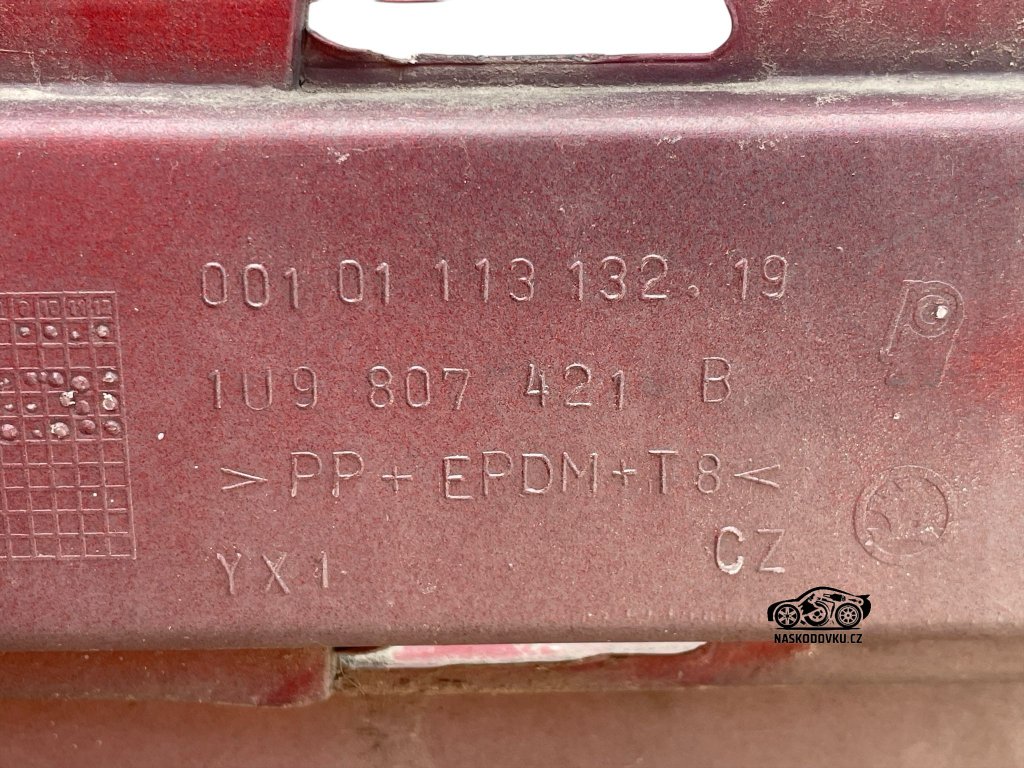 001 01 113 132. 19
1U9 807 421 B
>PP+EPDM+T8<
YX1 CZ
NASKODOVKU.CZ